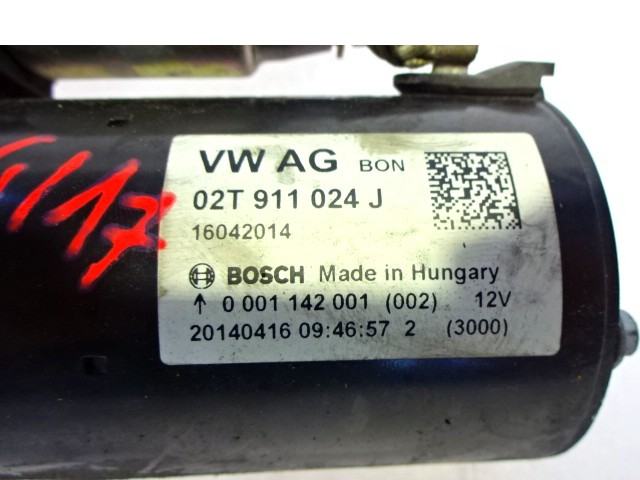 VW AG BON
02T 911 024 J
16042014
BOSCH Made in Hungary
↑ 0 001 142 001 (002) 12V
20140416 09:46:57 2 (3000)